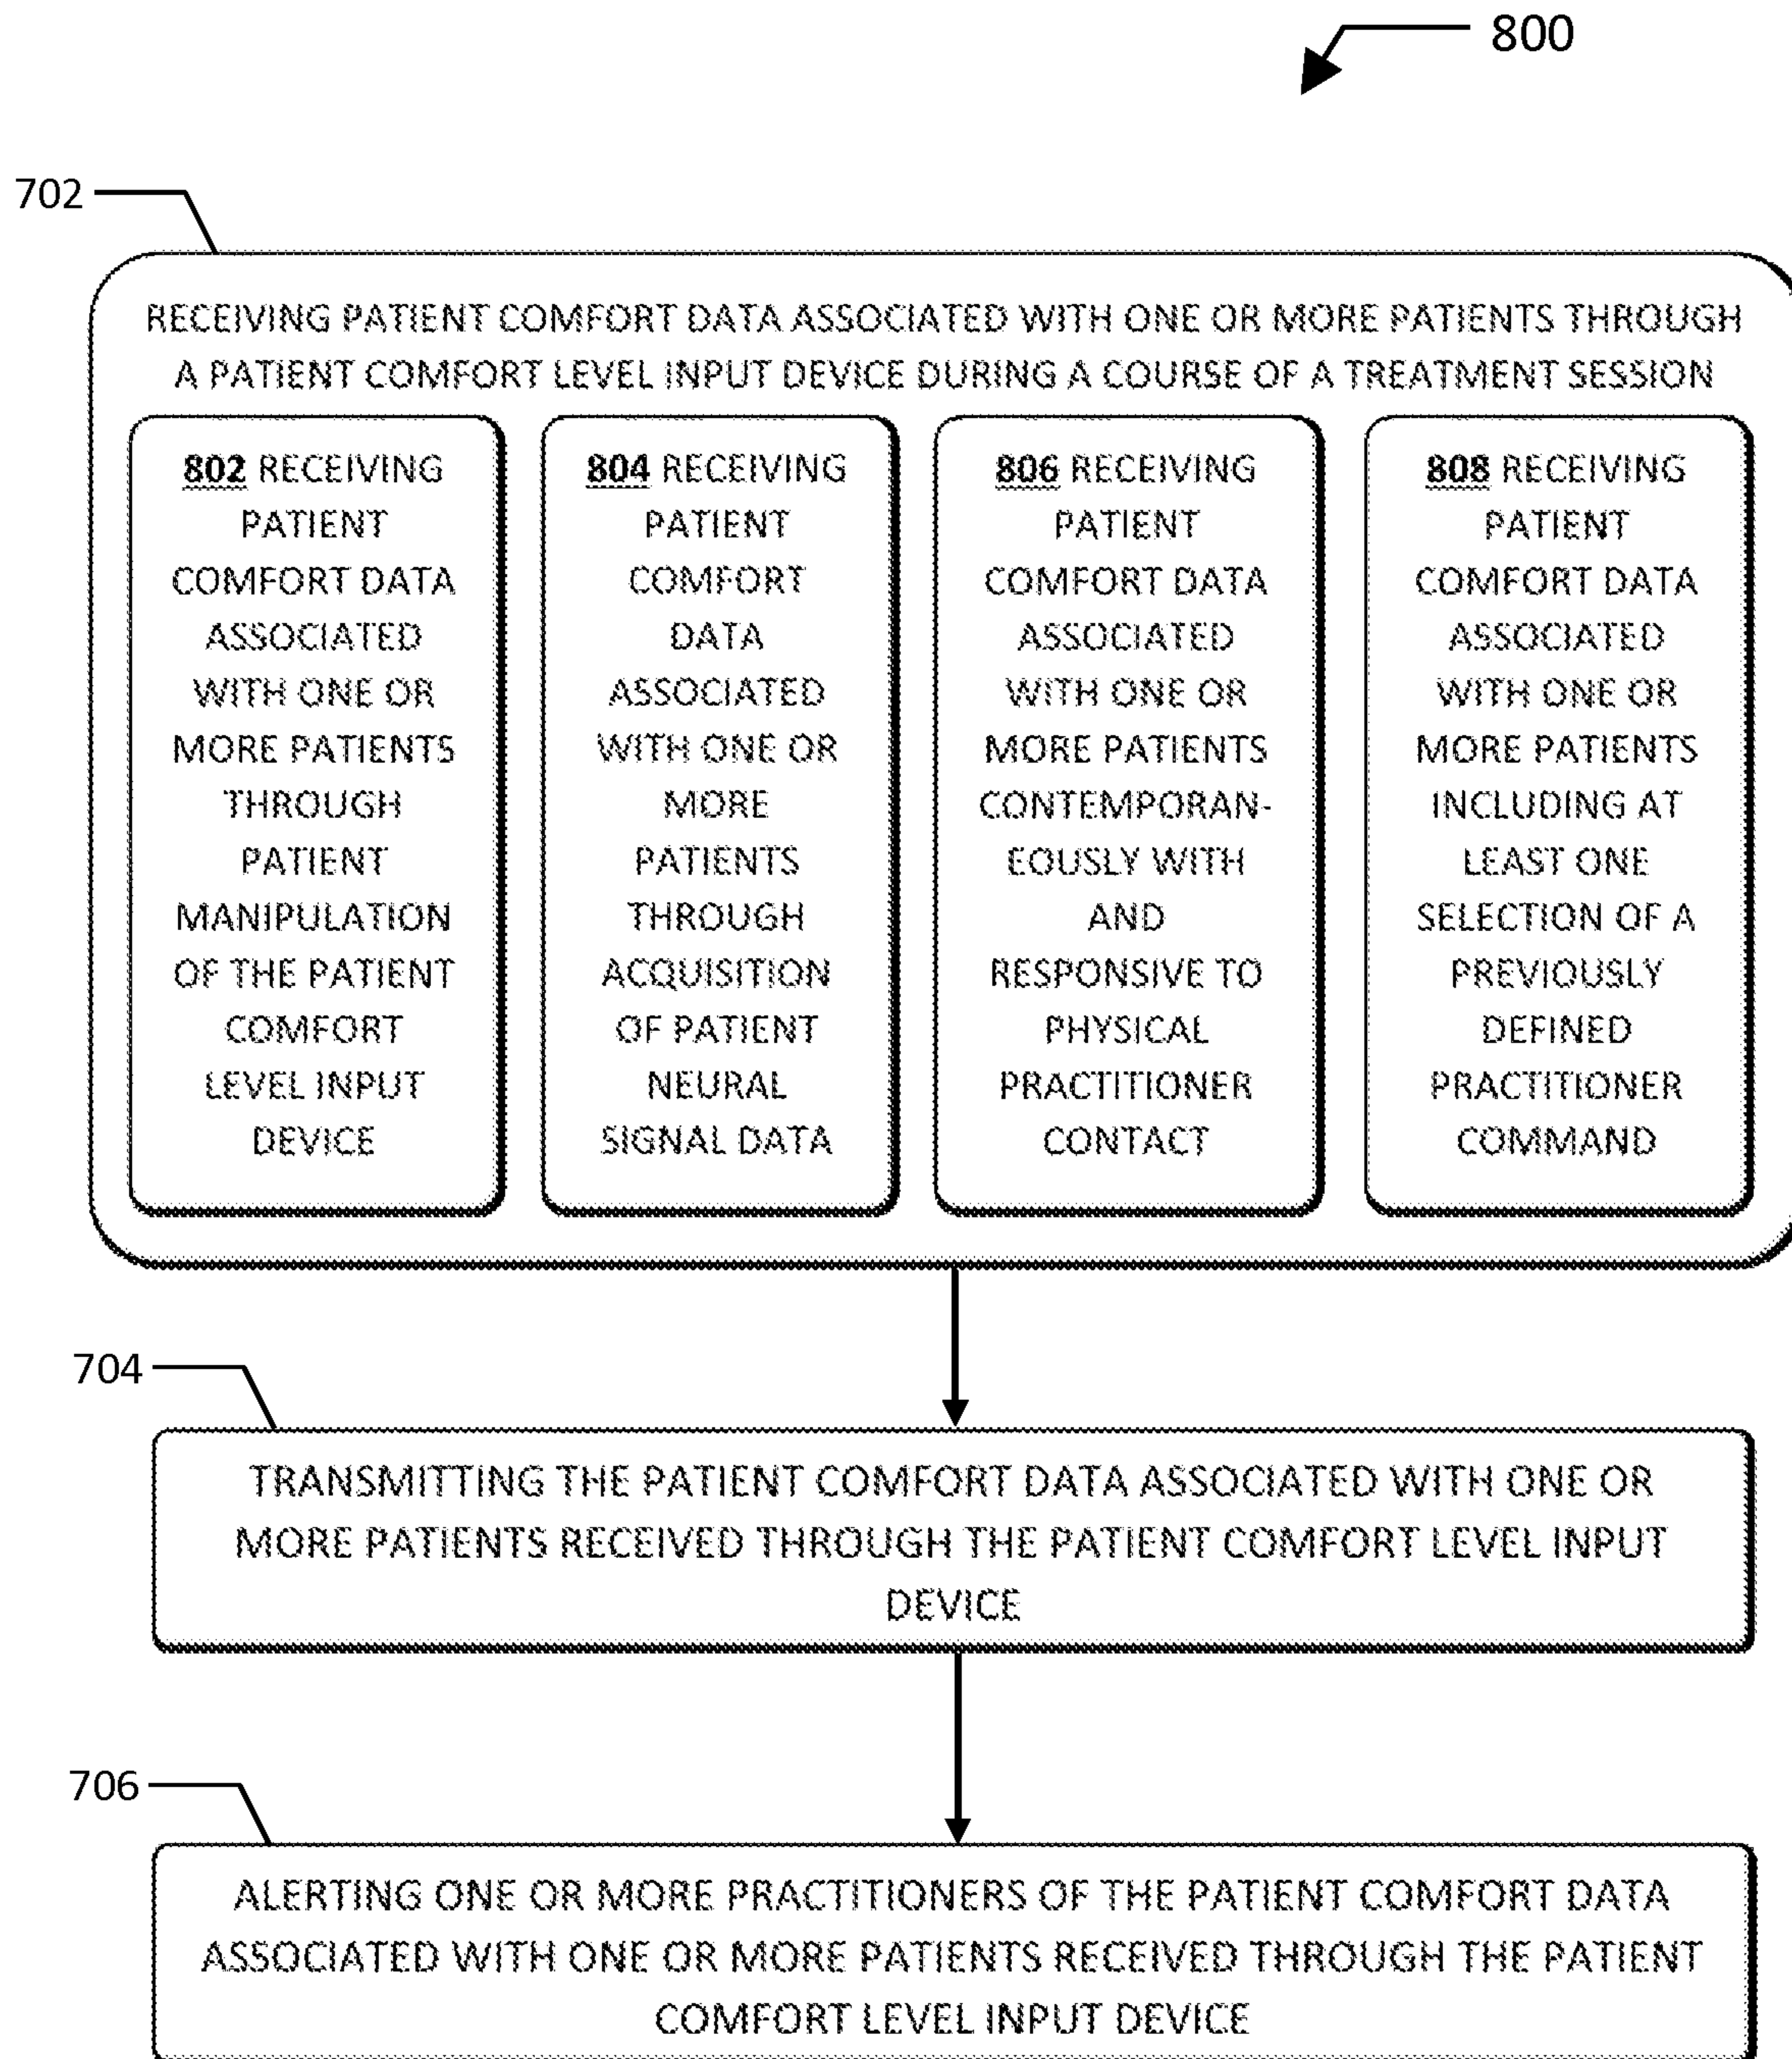 800
702
RECEIVING PATIENT COMFORT DATA ASSOCIATED WITH ONE OR MORE PATIENTS THROUGH
A PATIENT COMFORT LEVEL INPUT DEVICE DURING A COURSE OF A TREATMENT SESSION
802 RECEIVING
PATIENT
COMFORT DATA
ASSOCIATED
WITH ONE OR
MORE PATIENTS
THROUGH
PATIENT
MANIPULATION
OF THE PATIENT
COMFORT
LEVEL INPUT
DEVICE
804 RECEIVING
PATIENT
COMFORT
DATA
ASSOCIATED
WITH ONE OR
MORE
PATIENTS
THROUGH
ACQUISITION
OF PATIENT
NEURAL
SIGNAL DATA
806 RECEIVING
PATIENT
COMFORT DATA
ASSOCIATED
WITH ONE OR
MORE PATIENTS
CONTEMPORAN-
EOUSLY WITH
AND
RESPONSIVE TO
PHYSICAL
PRACTITIONER
CONTACT
808 RECEIVING
PATIENT
COMFORT DATA
ASSOCIATED
WITH ONE OR
MORE PATIENTS
INCLUDING AT
LEAST ONE
SELECTION OF A
PREVIOUSLY
DEFINED
PRACTITIONER
COMMAND
704
TRANSMITTING THE PATIENT COMFORT DATA ASSOCIATED WITH ONE OR
MORE PATIENTS RECEIVED THROUGH THE PATIENT COMFORT LEVEL INPUT
DEVICE
706
ALERTING ONE OR MORE PRACTITIONERS OF THE PATIENT COMFORT DATA
ASSOCIATED WITH ONE OR MORE PATIENTS RECEIVED THROUGH THE PATIENT
COMFORT LEVEL INPUT DEVICE